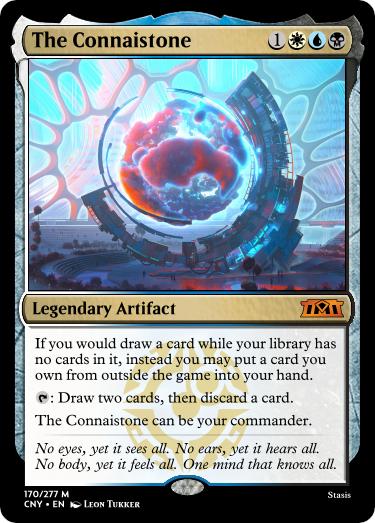 The Connaistone
1
Legendary Artifact
If you would draw a card while your library has
no cards in it, instead you may put a card you
own from outside the game into your hand.
: Draw two cards, then discard a card.
The Connaistone can be your commander.
No eyes, yet it sees all. No ears, yet it hears all.
No body, yet it feels all. One mind that knows all.
170/277 M
Stasis
CNY • EN Leon Tukker